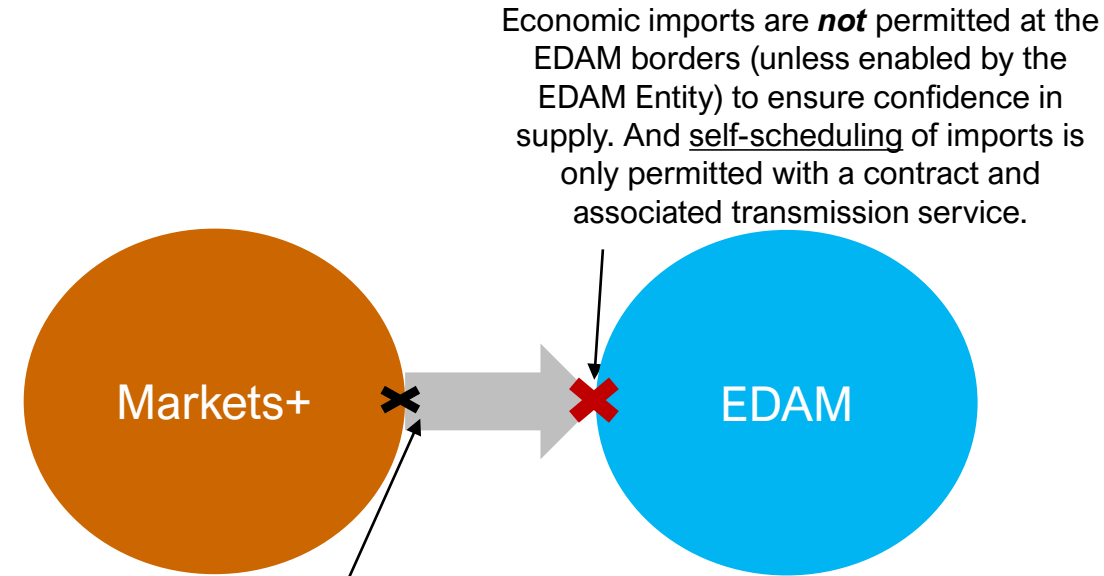 Economic imports are not permitted at the
EDAM borders (unless enabled by the
EDAM Entity) to ensure confidence in
supply. And self-scheduling of imports is
only permitted with a contract and
associated transmission service.
Markets+
EDAM